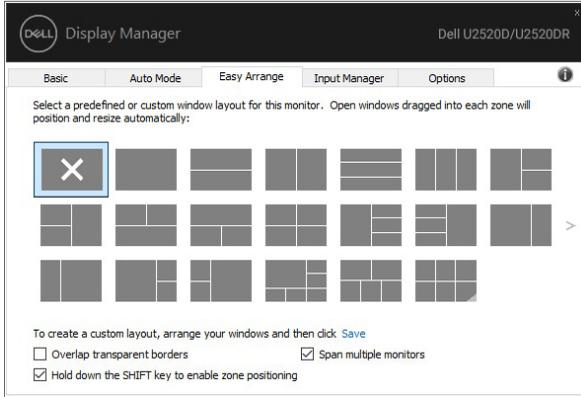 DELL Display Manager Dell U2520D/U2520DR
Basic Auto Mode Easy Arrange Input Manager Options
Select a predefined or custom window layout for this monitor. Open windows dragged into each zone will
position and resize automatically:
To create a custom layout, arrange your windows and then click Save
Overlap transparent borders Span multiple monitors
Hold down the SHIFT key to enable zone positioning